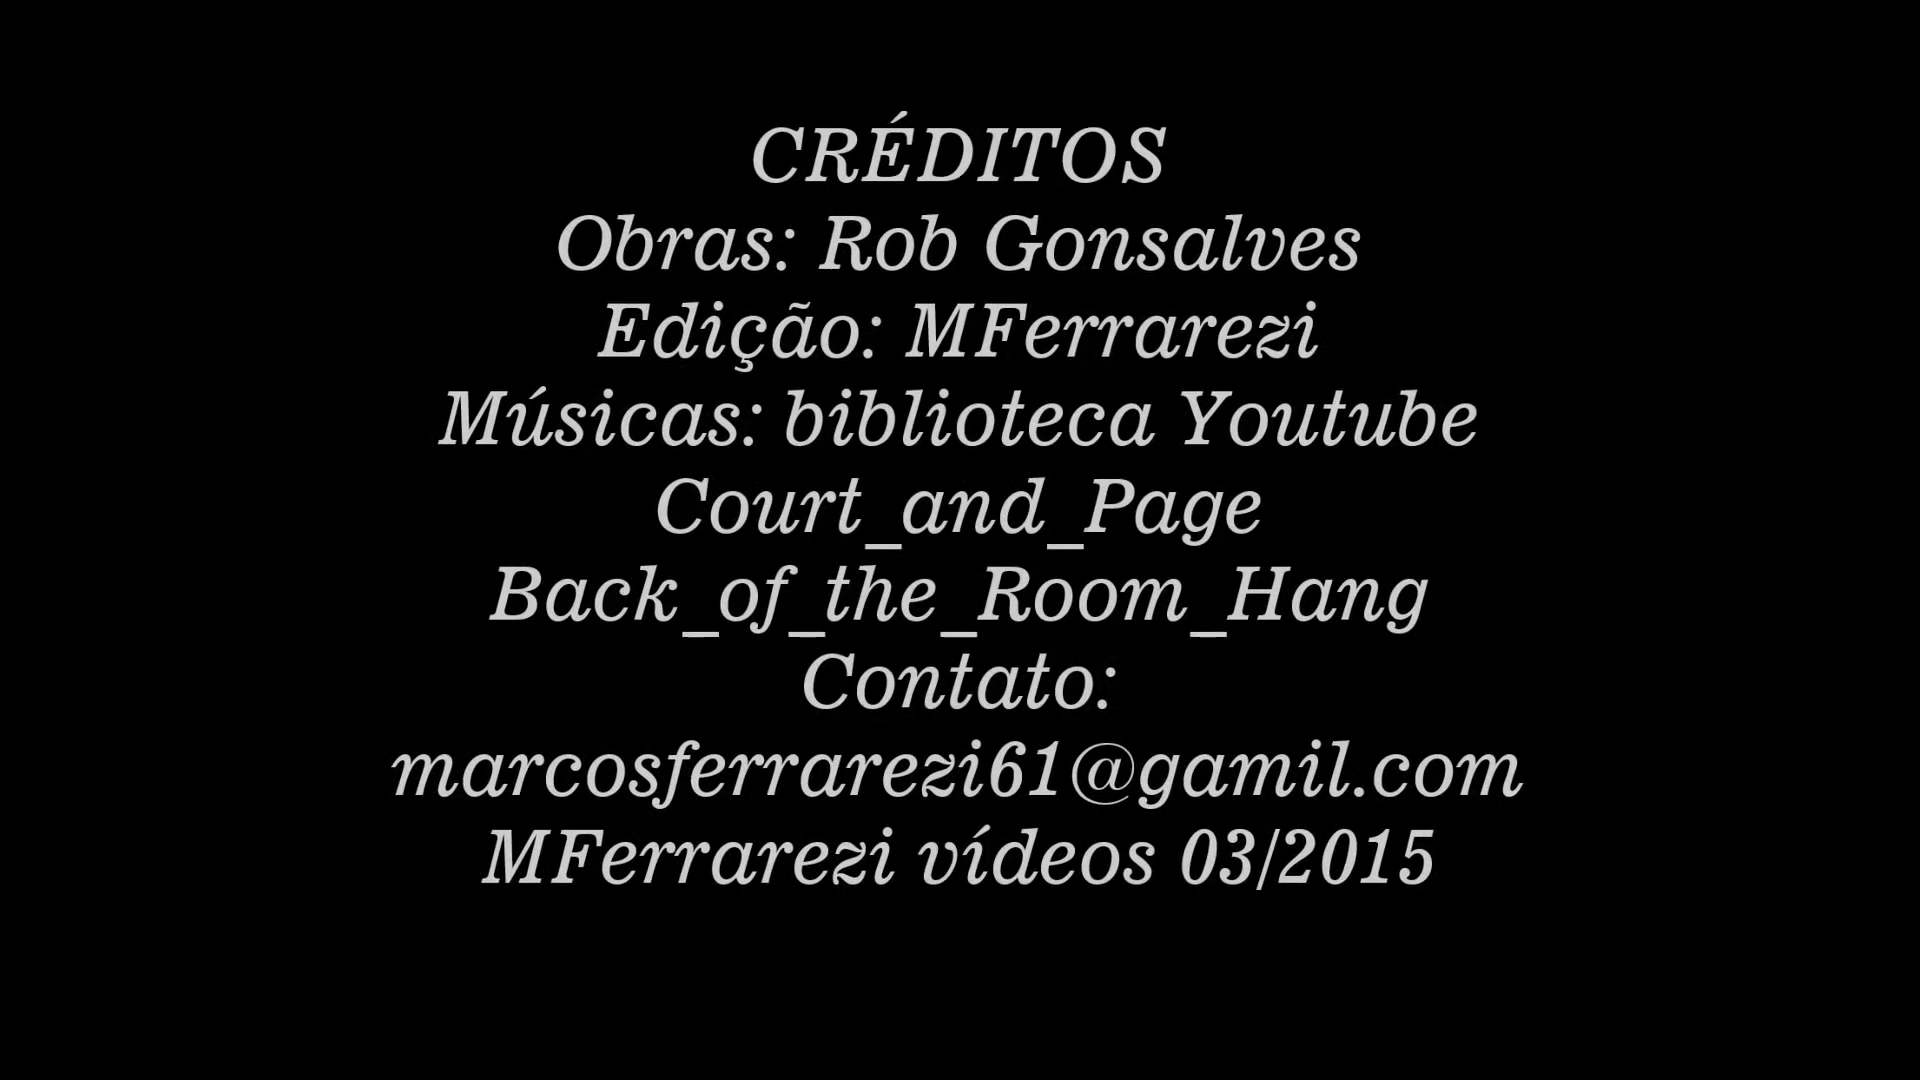 CRÉDITOS
Obras: Rob Gonsalves
Edição: MFerrarezi
Músicas: biblioteca Youtube
Court_and_Page
Back_of_the_Room_Hang
Contato:
marcosferrarezi61@gamil.com
MFerrarezi vídeos 03/2015